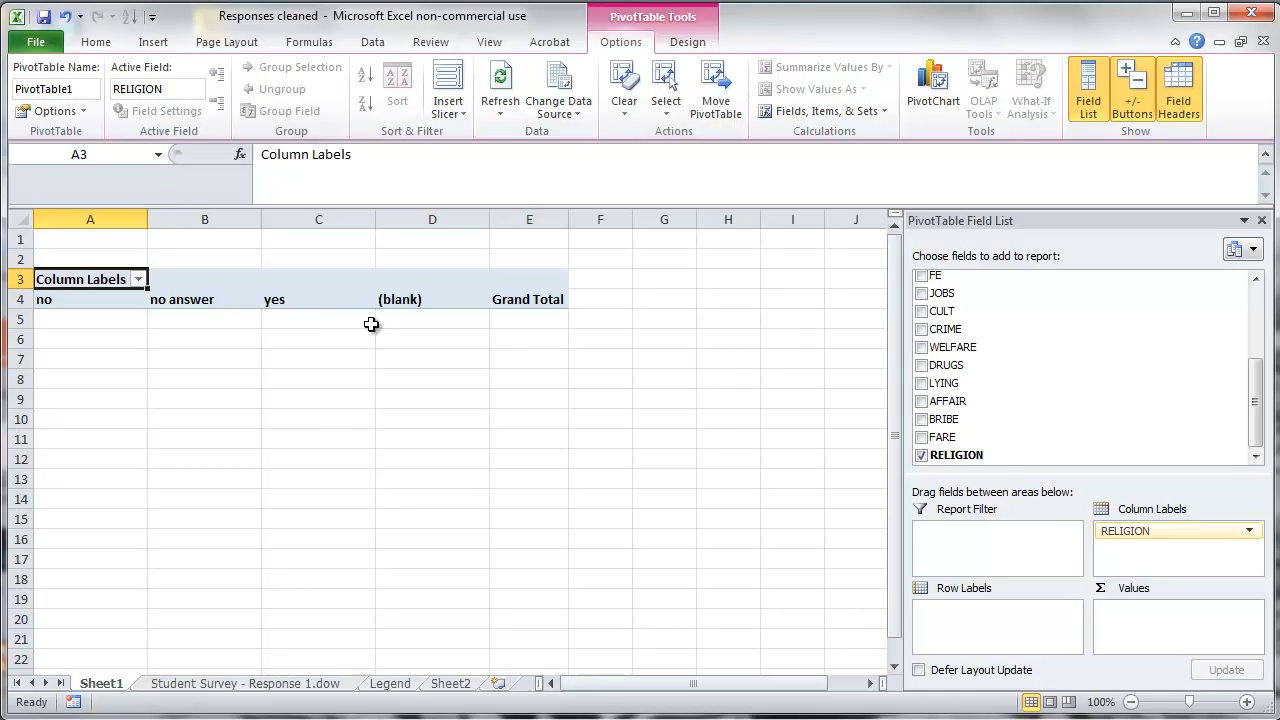 Responses cleaned - Microsoft Excel non-commercial use
PivotTable Tools
File Home Insert Page Layout Formulas Data Review View Acrobat Options Design
PivotTable Name:
PivotTable1
Options
PivotTable
Active Field:
RELIGION
Field Settings
Active Field
Group Selection
Ungroup
Group Field
Group
Sort
Insert
Slicer
Sort & Filter
Refresh
Change Data
Source
Data
Clear
Select
Move
PivotTable
Actions
Summarize Values By
Show Values As
Fields, Items, & Sets
Calculations
PivotChart
OLAP
Tools
What-If
Analysis
Tools
Field
List
+/-
Buttons
Field
Headers
Show
A3
fx
Column Labels
A B C D E F G H I J
1
2
3 Column Labels
4 no no answer yes (blank) Grand Total
5
6
7
8
9
10
11
12
13
14
15
16
17
18
19
20
21
22
PivotTable Field List
Choose fields to add to report:
FE
JOBS
CULT
CRIME
WELFARE
DRUGS
LYING
AFFAIR
BRIBE
FARE
RELIGION
Drag fields between areas below:
Report Filter
Column Labels
RELIGION
Row Labels
Σ Values
Defer Layout Update
Update
Sheet1 Student Survey - Response 1.dow Legend Sheet2
Ready
100%